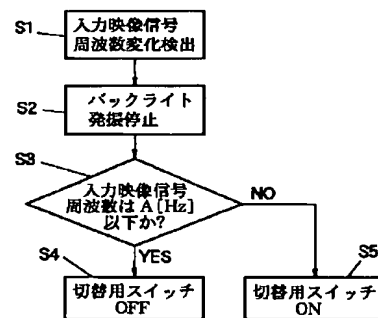 S1
入力映像信号
周波数変化検出
S2
バックライト
発振停止
S3
入力映像信号
周波数は A[Hz]
以下か?
NO
YES
S4
切替用スイッチ
OFF
S5
切替用スイッチ
ON